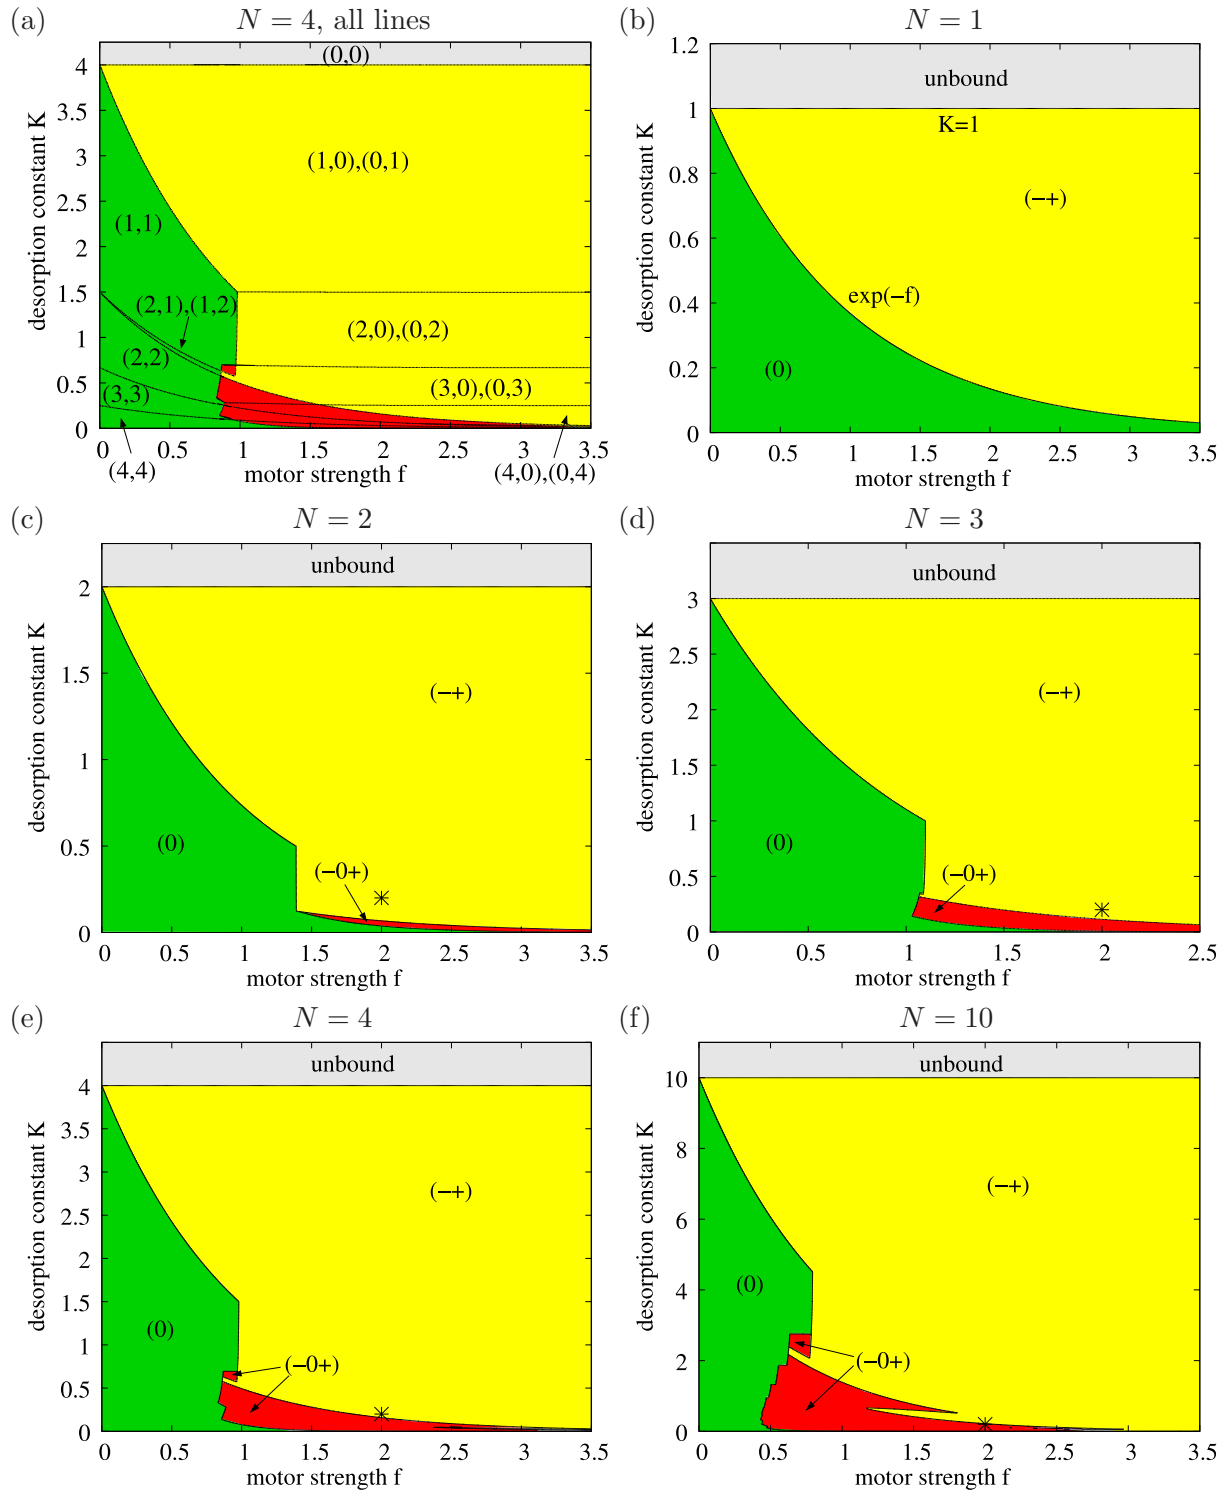 (a) N = 4, all lines
desorption constant K
4
3.5
3
2.5
2
1.5
1
0.5
0
(0,0)
(1,0),(0,1)
(1,1)
(2,1),(1,2)
(2,0),(0,2)
(2,2)
(3,0),(0,3)
(3,3)
0 0.5 1 1.5 2 2.5 3 3.5
(4,4)
motor strength f
(4,0),(0,4)
(b) N = 1
desorption constant K
1.2
1
0.8
0.6
0.4
0.2
0
unbound
K=1
(−+)
exp(−f)
(0)
0 0.5 1 1.5 2 2.5 3 3.5
motor strength f
(c) N = 2
desorption constant K
2
1.5
1
0.5
0
unbound
(−+)
(0)
(−0+)
0 0.5 1 1.5 2 2.5 3 3.5
motor strength f
(d) N = 3
desorption constant K
3
2.5
2
1.5
1
0.5
0
unbound
(−+)
(0)
(−0+)
0 0.5 1 1.5 2 2.5
motor strength f
(e) N = 4
desorption constant K
4
3.5
3
2.5
2
1.5
1
0.5
0
unbound
(−+)
(0)
(−0+)
0 0.5 1 1.5 2 2.5 3 3.5
motor strength f
(f) N = 10
desorption constant K
10
8
6
4
2
0
unbound
(−+)
(0)
(−0+)
0 0.5 1 1.5 2 2.5 3 3.5
motor strength f